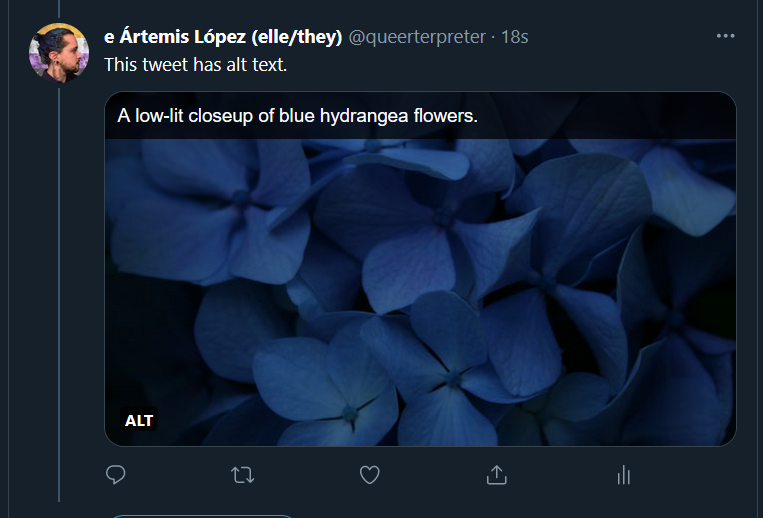 e Ártemis López (elle/they) @queerterpreter · 18s
This tweet has alt text.
A low-lit closeup of blue hydrangea flowers.
ALT